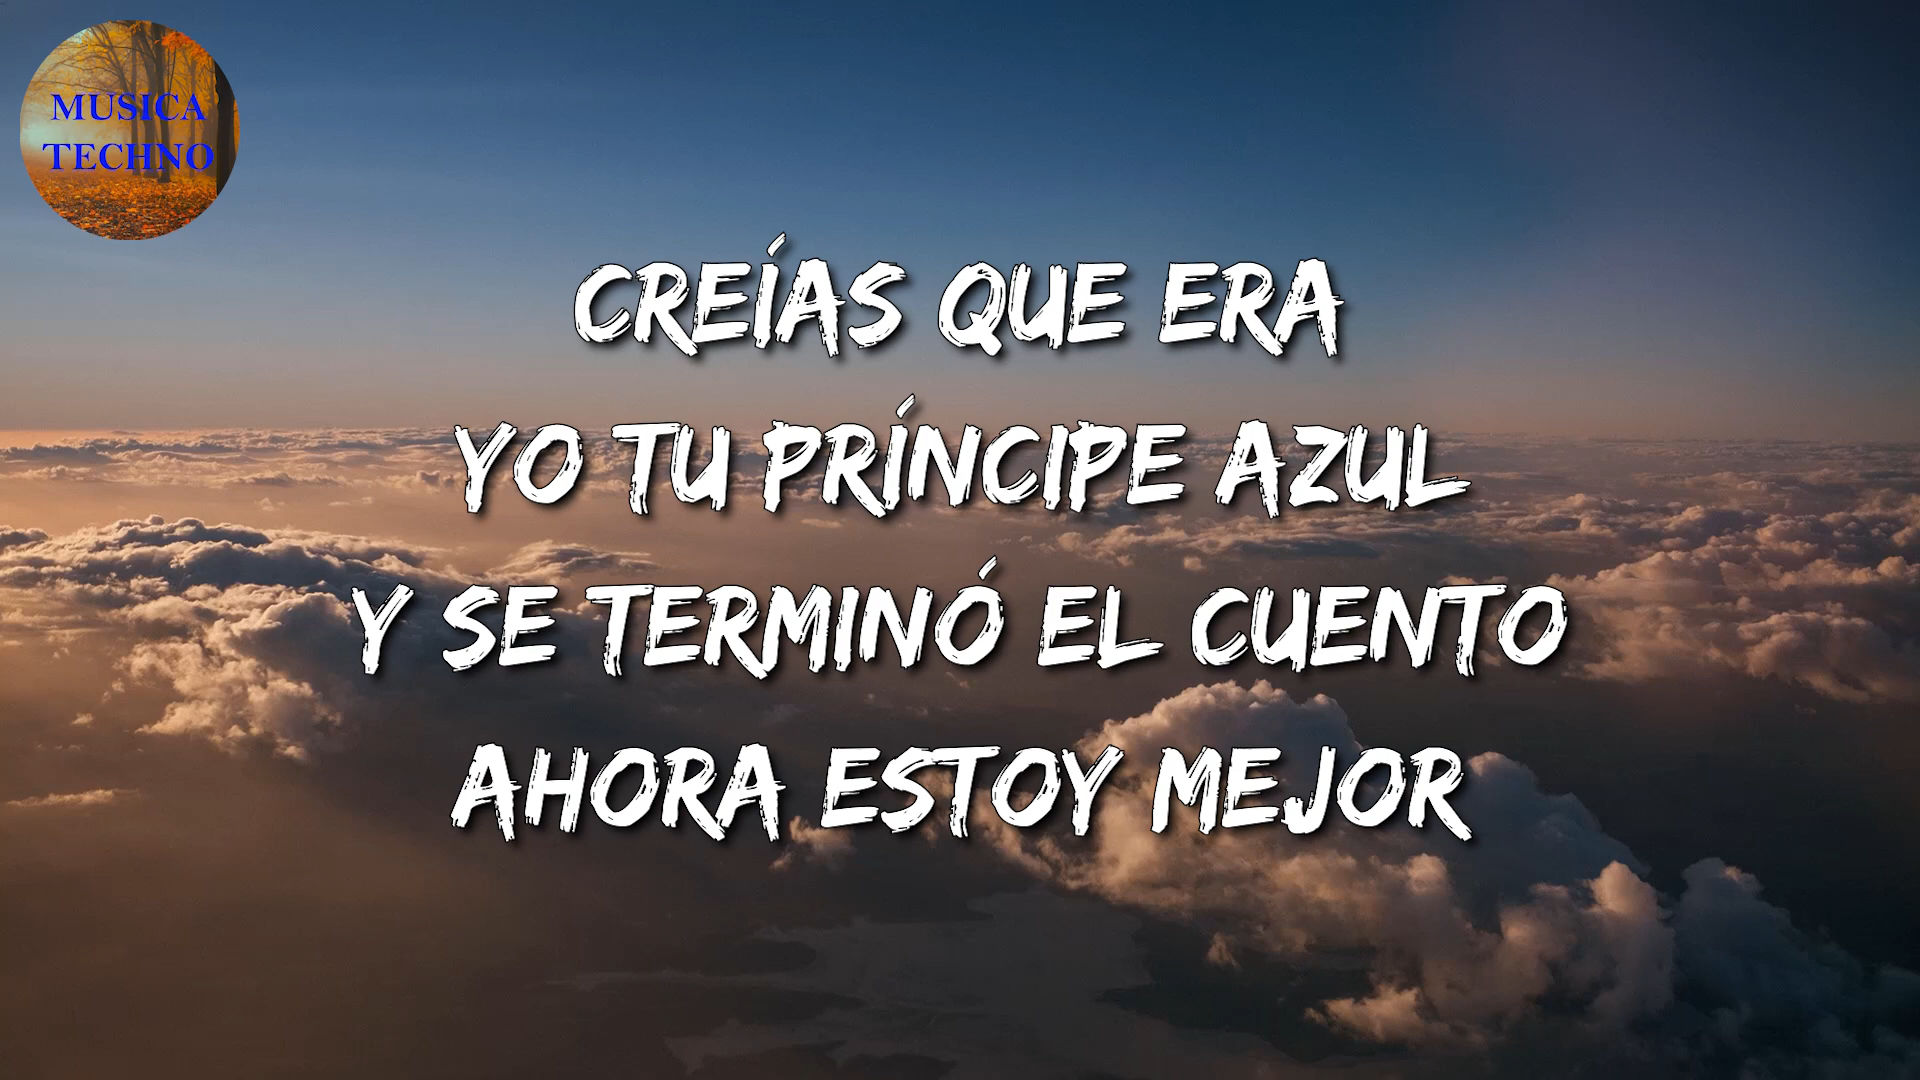 MUSICA
TECHNO
CREÍAS QUE ERA
YO TU PRÍNCIPE AZUL
Y SE TERMINÓ EL CUENTO
AHORA ESTOY MEJOR